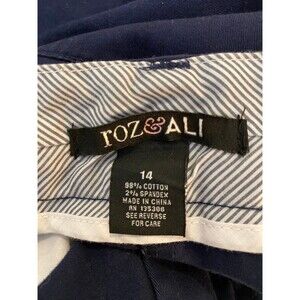 roz&ALI
14
98% COTTON
2% SPANDEX
MADE IN CHINA
RN 135306
SEE REVERSE
FOR CARE